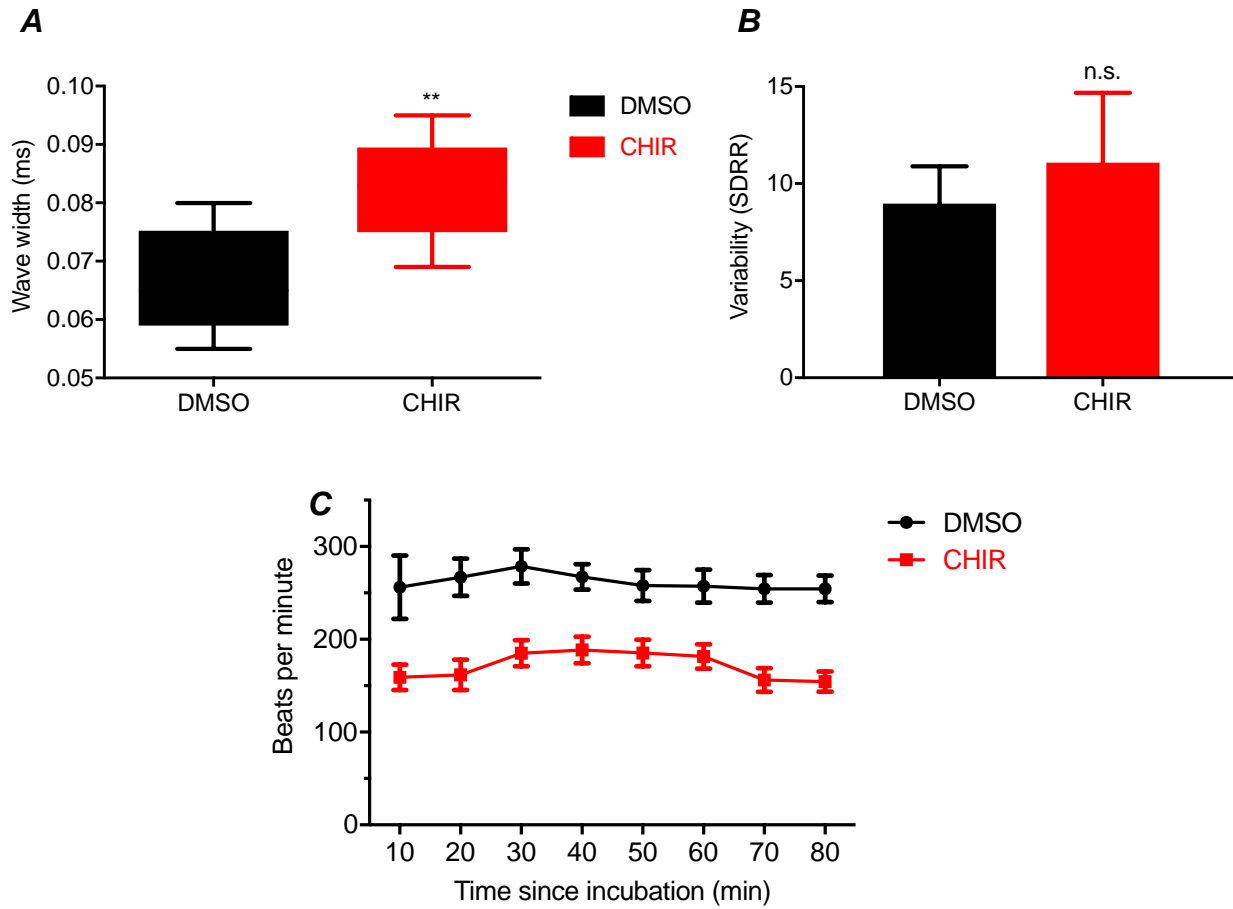 A
Wave width (ms)
0.10
0.09
0.08
0.07
0.06
0.05
**
DMSO
CHIR
DMSO
CHIR
B
Variability (SDRR)
15
10
5
0
n.s.
DMSO
CHIR
C
Beats per minute
300
200
100
0
10 20 30 40 50 60 70 80
Time since incubation (min)
DMSO
CHIR